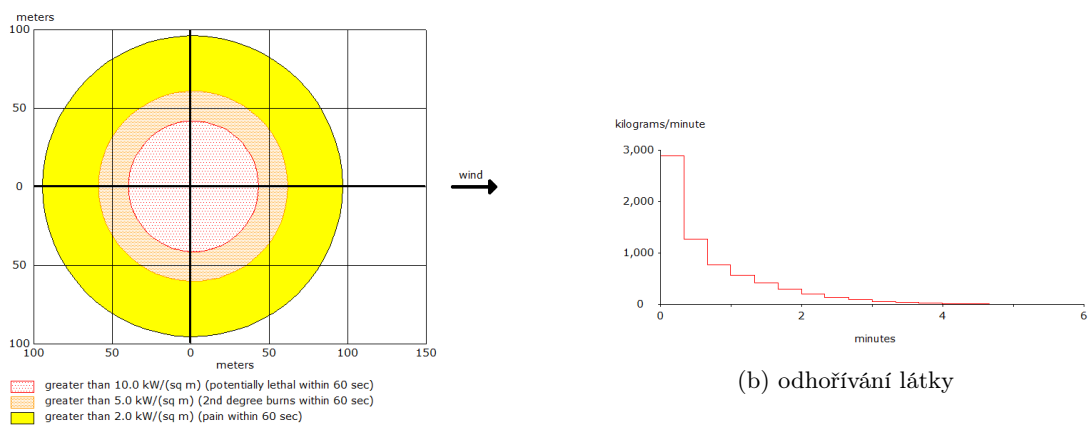 meters
100
50
0
50
100
100
50
0
50
100
150
meters
wind
greater than 10.0 kW/(sq m) (potentially lethal within 60 sec)
greater than 5.0 kW/(sq m) (2nd degree burns within 60 sec)
greater than 2.0 kW/(sq m) (pain within 60 sec)
kilograms/minute
3,000
2,000
1,000
0
0
2
4
6
minutes
(b) odhořívání látky